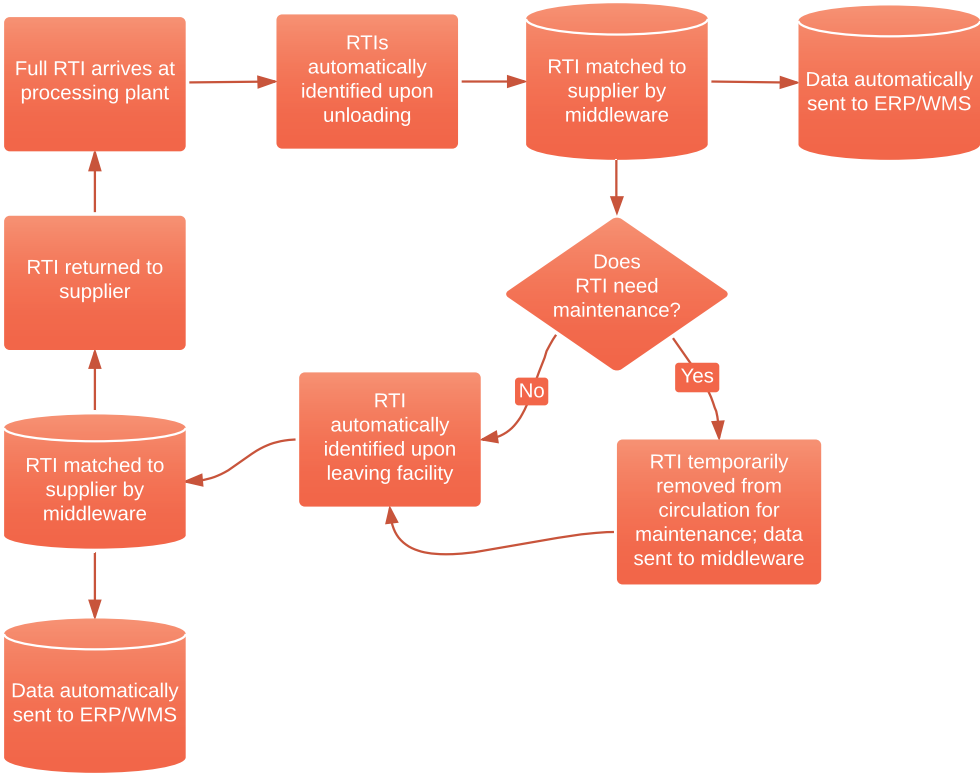 Full RTI arrives at
processing plant
RTIs
automatically
identified upon
unloading
RTI matched to
supplier by
middleware
Data automatically
sent to ERP/WMS
RTI returned to
supplier
Does
RTI need
maintenance?
No
Yes
RTI
automatically
identified upon
leaving facility
RTI temporarily
removed from
circulation for
maintenance; data
sent to middleware
RTI matched to
supplier by
middleware
Data automatically
sent to ERP/WMS